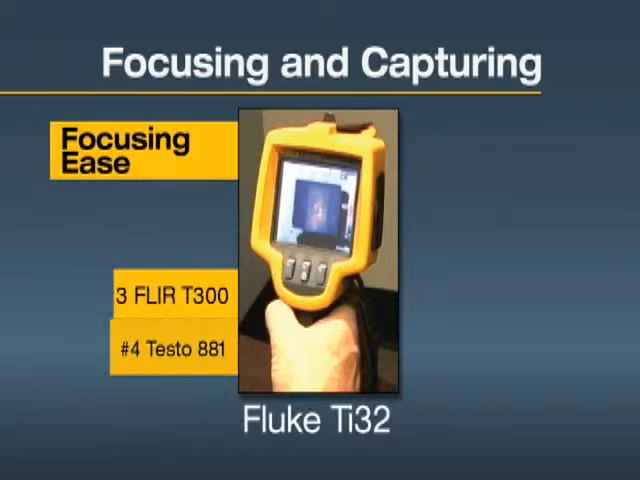 Focusing and Capturing
Focusing
Ease
3 FLIR T300
#4 Testo 881
Fluke Ti32